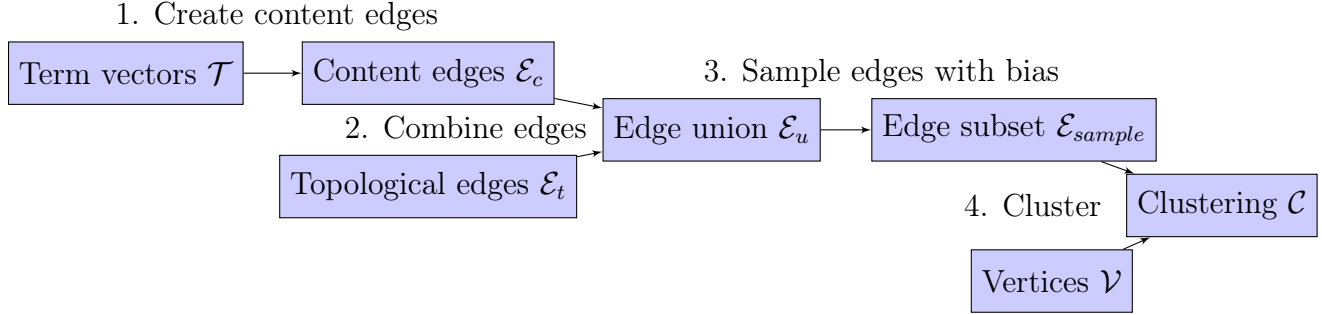 1. Create content edges
Term vectors 𝒯
Content edges ℰ_c
2. Combine edges
Topological edges ℰ_t
Edge union ℰ_u
3. Sample edges with bias
Edge subset ℰ_sample
4. Cluster
Vertices 𝒱
Clustering 𝒞